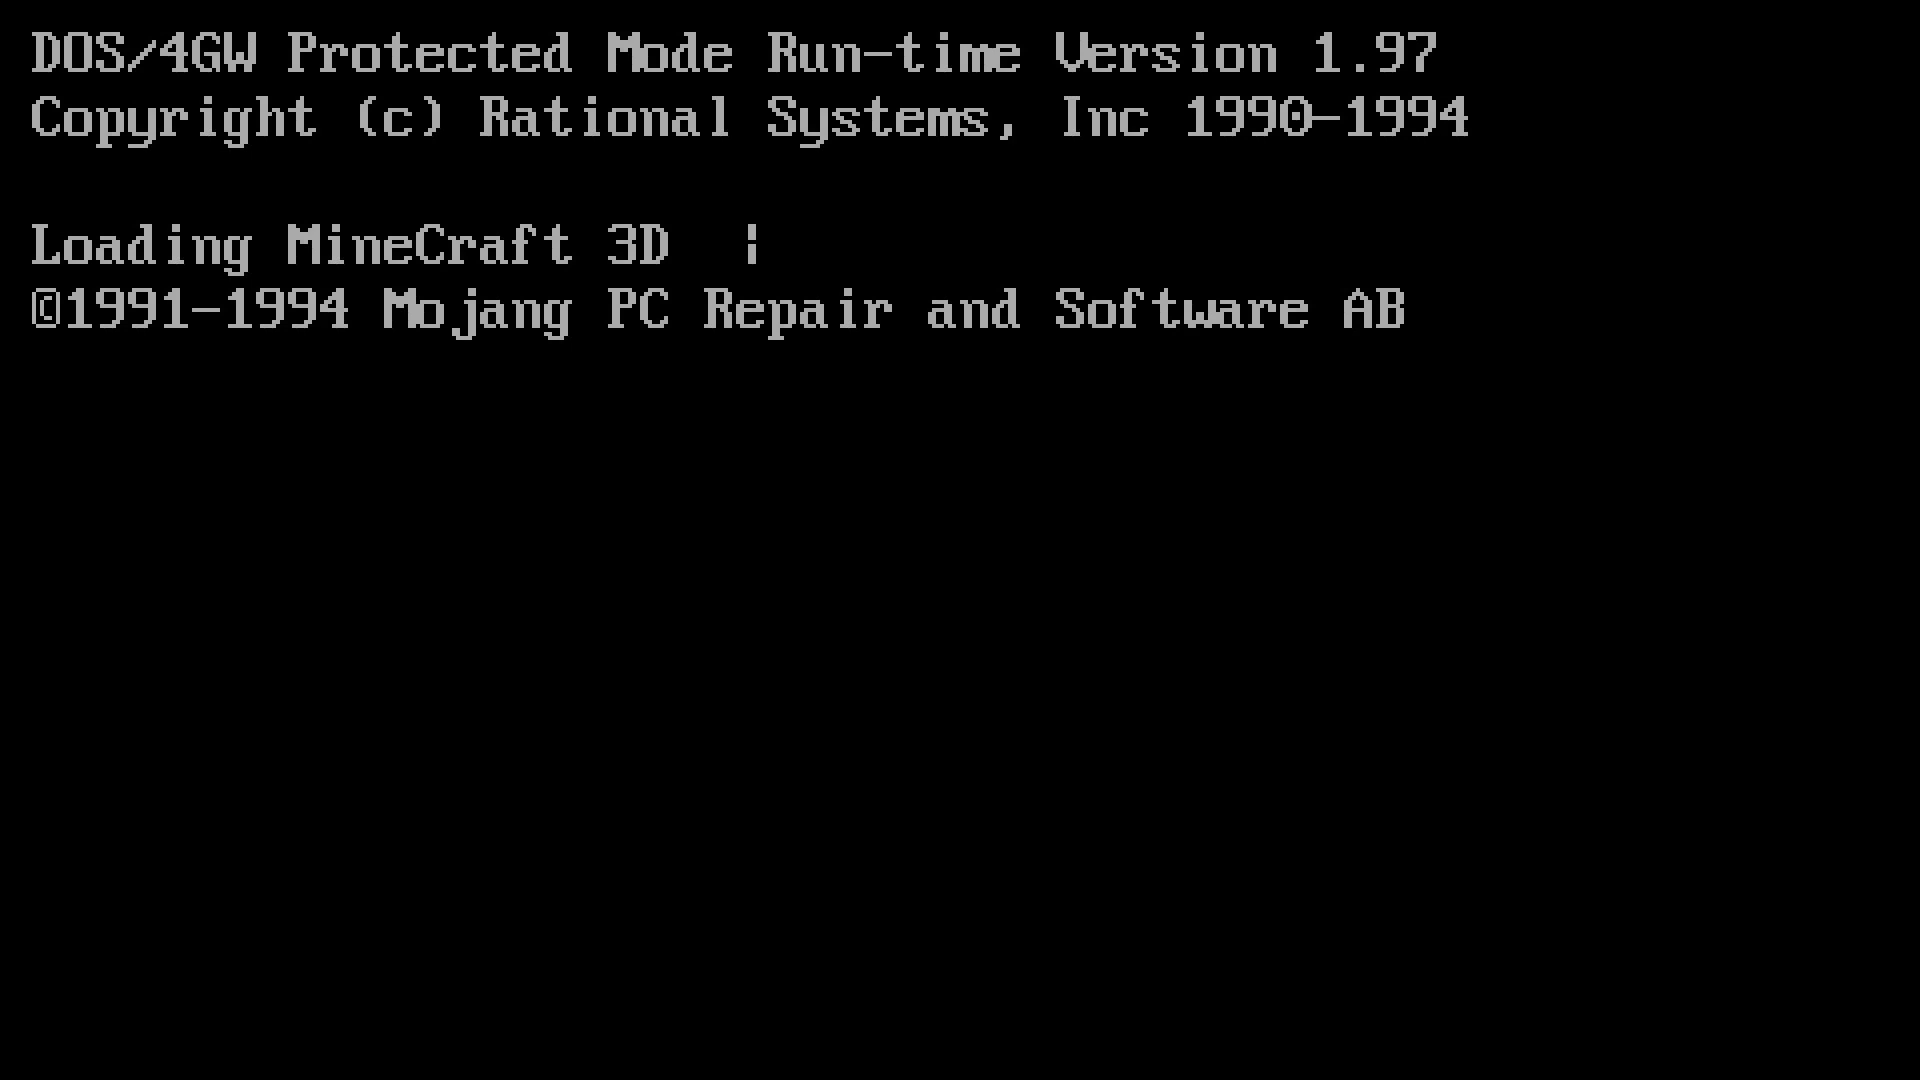 DOS/4GW Protected Mode Run-time Version 1.97
Copyright (c) Rational Systems, Inc 1990-1994
Loading MineCraft 3D  ¦
©1991-1994 Mojang PC Repair and Software AB